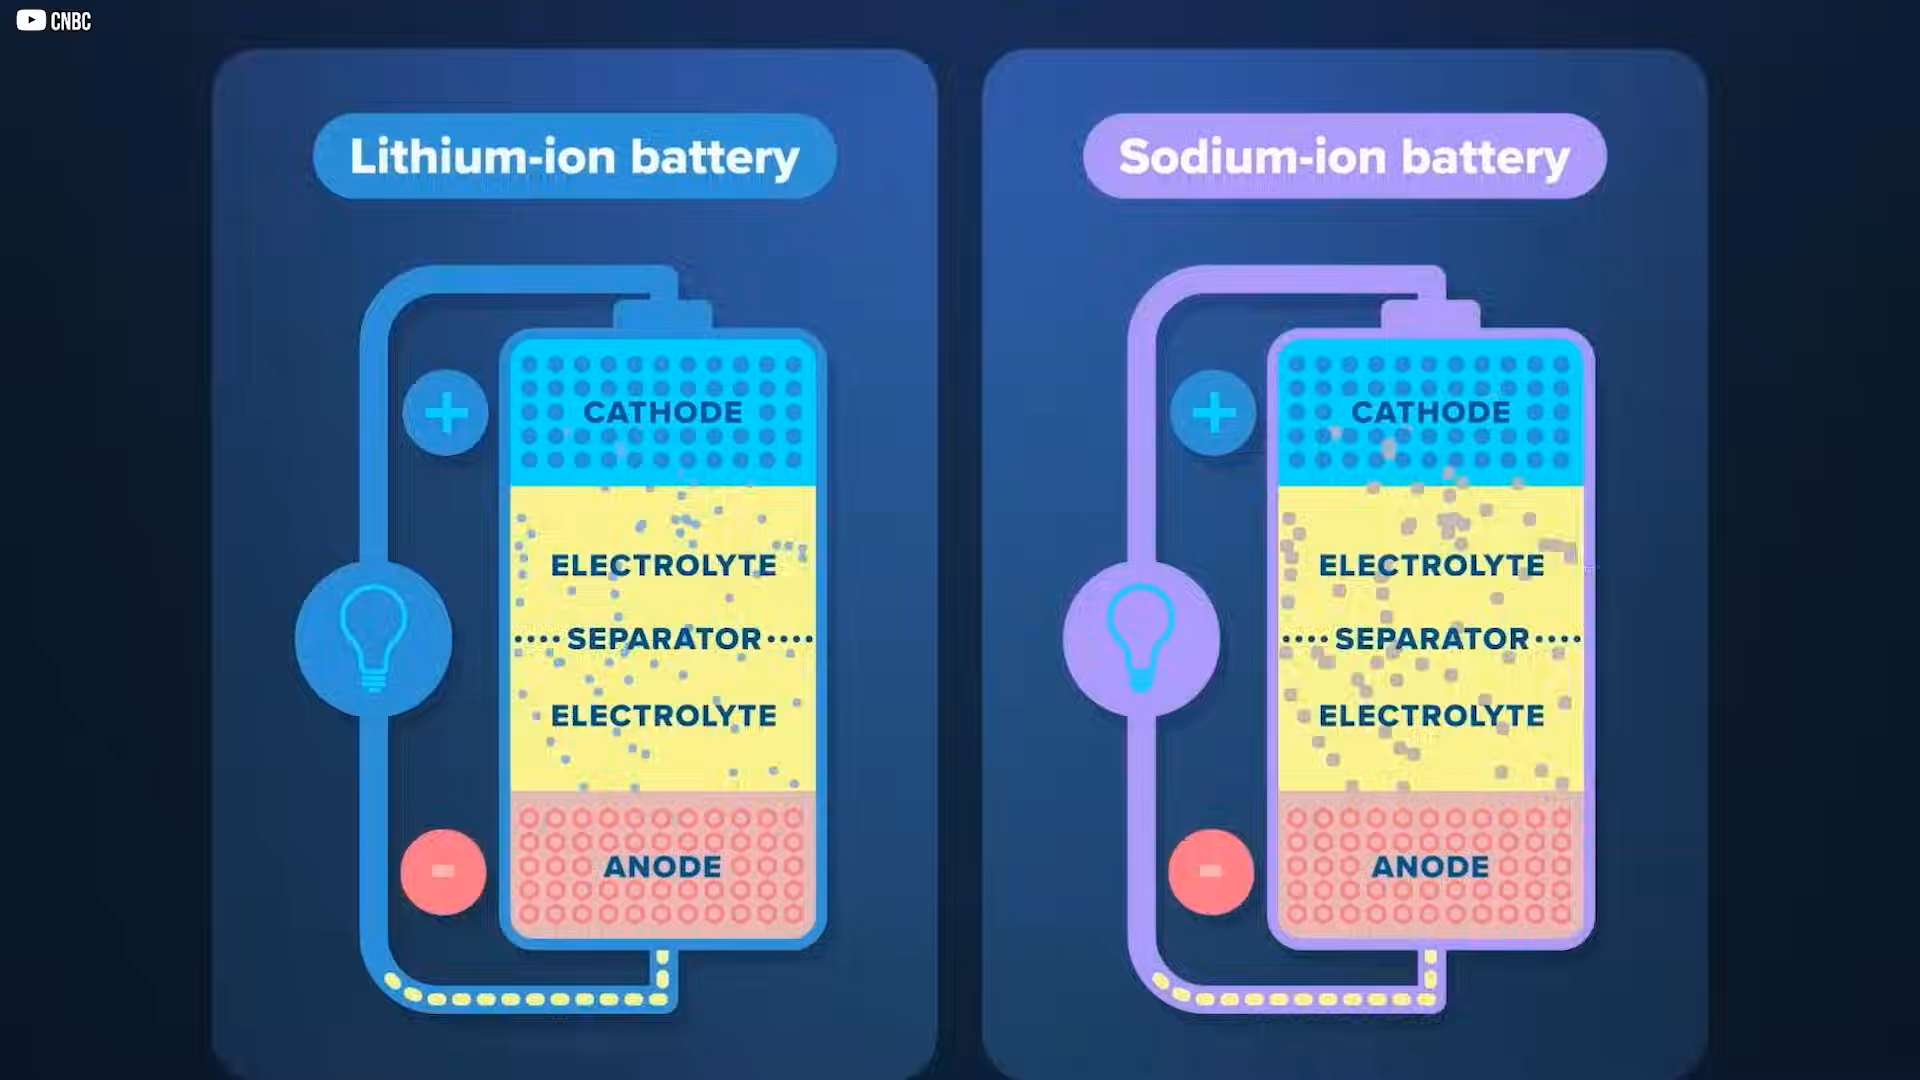 CNBC
Lithium-ion battery
+
CATHODE
ELECTROLYTE
SEPARATOR
ELECTROLYTE
-
ANODE
Sodium-ion battery
+
CATHODE
ELECTROLYTE
SEPARATOR
ELECTROLYTE
-
ANODE